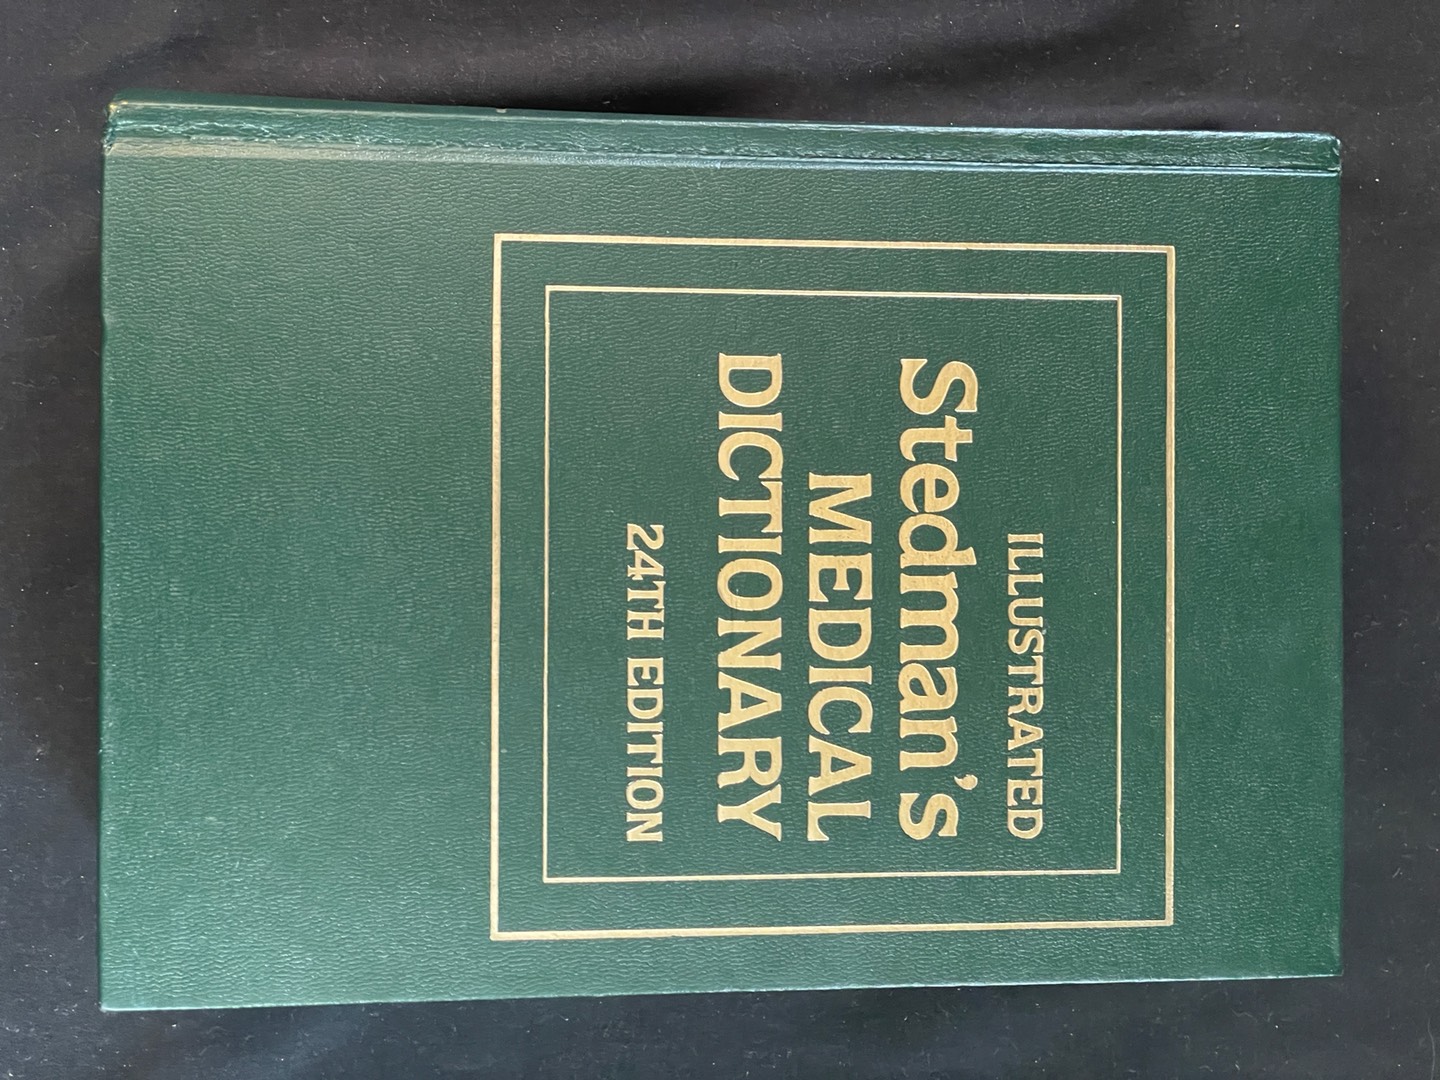 ILLUSTRATED
Stedman's
MEDICAL
DICTIONARY
24TH EDITION